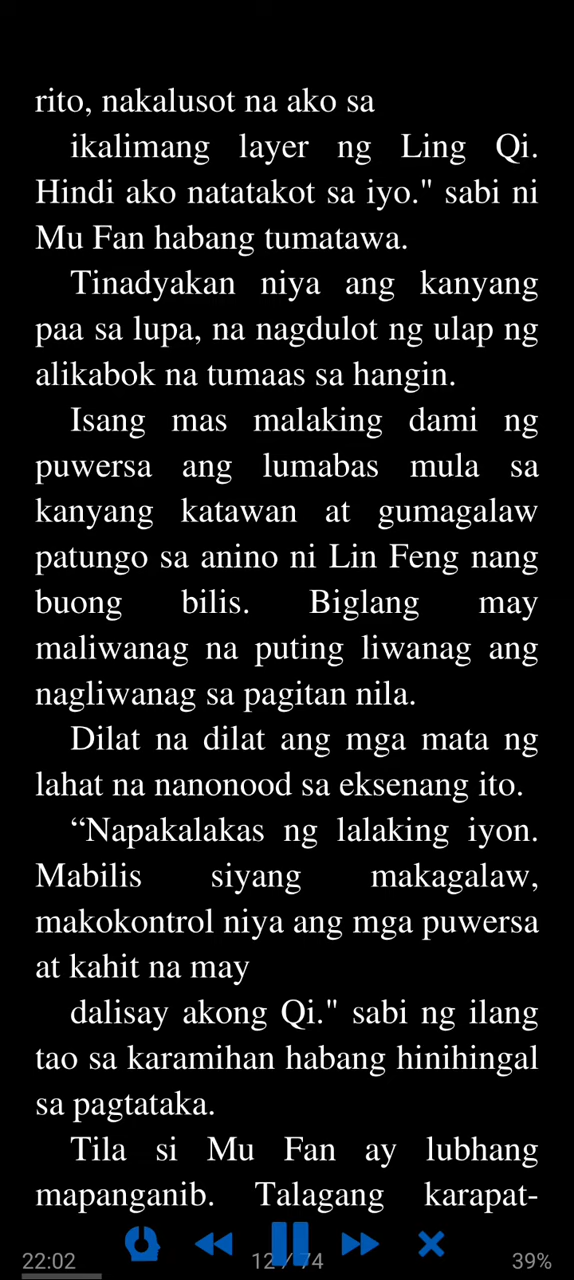 rito, nakalusot na ako sa
ikalimang layer ng Ling Qi.
Hindi ako natatakot sa iyo." sabi ni
Mu Fan habang tumatawa.
Tinadyakan niya ang kanyang
paa sa lupa, na nagdulot ng ulap ng
alikabok na tumaas sa hangin.
Isang mas malaking dami ng
puwersa ang lumabas mula sa
kanyang katawan at gumagalaw
patungo sa anino ni Lin Feng nang
buong bilis. Biglang may
maliwanag na puting liwanag ang
nagliwanag sa pagitan nila.
Dilat na dilat ang mga mata ng
lahat na nanonood sa eksenang ito.
“Napakalakas ng lalaking iyon.
Mabilis siyang makagalaw,
makokontrol niya ang mga puwersa
at kahit na may
dalisay akong Qi." sabi ng ilang
tao sa karamihan habang hinihingal
sa pagtataka.
Tila si Mu Fan ay lubhang
mapanganib. Talagang karapat-
22:02 12 / 74 39%